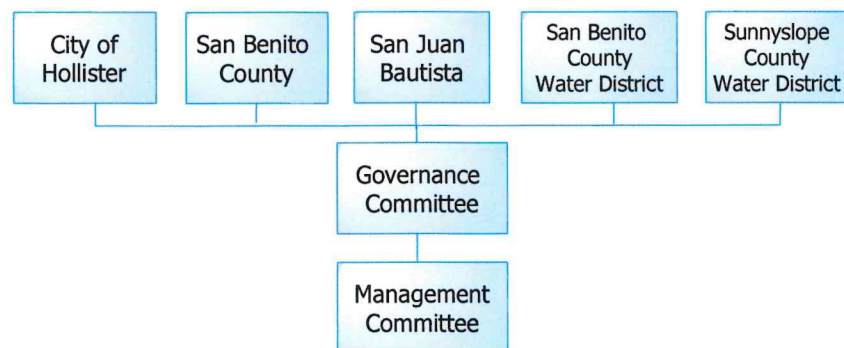 City of
Hollister
San Benito
County
San Juan
Bautista
San Benito
County
Water District
Sunnyslope
County
Water District
Governance
Committee
Management
Committee